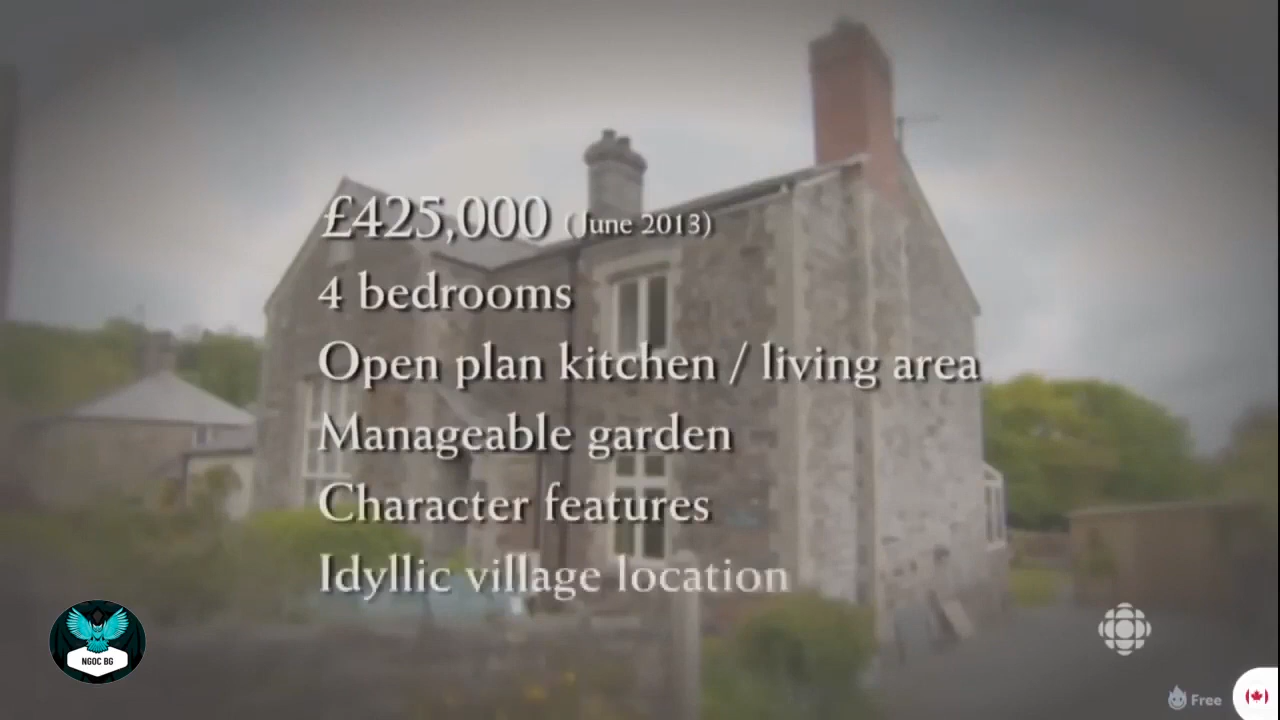 £425,000 (June 2013)
4 bedrooms
Open plan kitchen / living area
Manageable garden
Character features
Idyllic village location
NGOC BG
Free